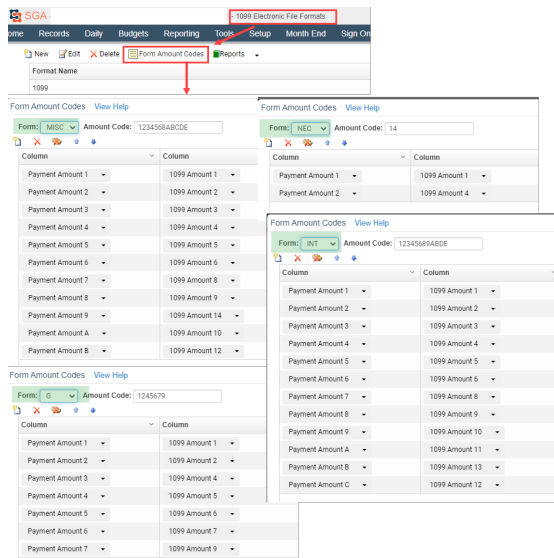 SGA - 1099 Electronic File Formats
ome Records Daily Budgets Reporting Tools Setup Month End Sign On
New Edit Delete Form Amount Codes Reports
Format Name
1099
Form Amount Codes View Help
Form: MISC Amount Code: 1234568ABCDE
Column Column
Payment Amount 1 1099 Amount 1
Payment Amount 2 1099 Amount 2
Payment Amount 3 1099 Amount 3
Payment Amount 4 1099 Amount 4
Payment Amount 5 1099 Amount 5
Payment Amount 6 1099 Amount 6
Payment Amount 7 1099 Amount 8
Payment Amount 8 1099 Amount 9
Payment Amount 9 1099 Amount 14
Payment Amount A 1099 Amount 10
Payment Amount B 1099 Amount 12
Form Amount Codes View Help
Form: NEC Amount Code: 14
Column Column
Payment Amount 1 1099 Amount 1
Payment Amount 2 1099 Amount 4
Form Amount Codes View Help
Form: INT Amount Code: 12345689ABDE
Column Column
Payment Amount 1 1099 Amount 1
Payment Amount 2 1099 Amount 2
Payment Amount 3 1099 Amount 3
Payment Amount 4 1099 Amount 4
Payment Amount 5 1099 Amount 5
Payment Amount 6 1099 Amount 6
Payment Amount 7 1099 Amount 8
Payment Amount 8 1099 Amount 9
Payment Amount 9 1099 Amount 10
Payment Amount A 1099 Amount 11
Payment Amount B 1099 Amount 13
Payment Amount C 1099 Amount 12
Form Amount Codes View Help
Form: G Amount Code: 1245679
Column Column
Payment Amount 1 1099 Amount 1
Payment Amount 2 1099 Amount 2
Payment Amount 3 1099 Amount 4
Payment Amount 4 1099 Amount 5
Payment Amount 5 1099 Amount 6
Payment Amount 6 1099 Amount 7
Payment Amount 7 1099 Amount 9